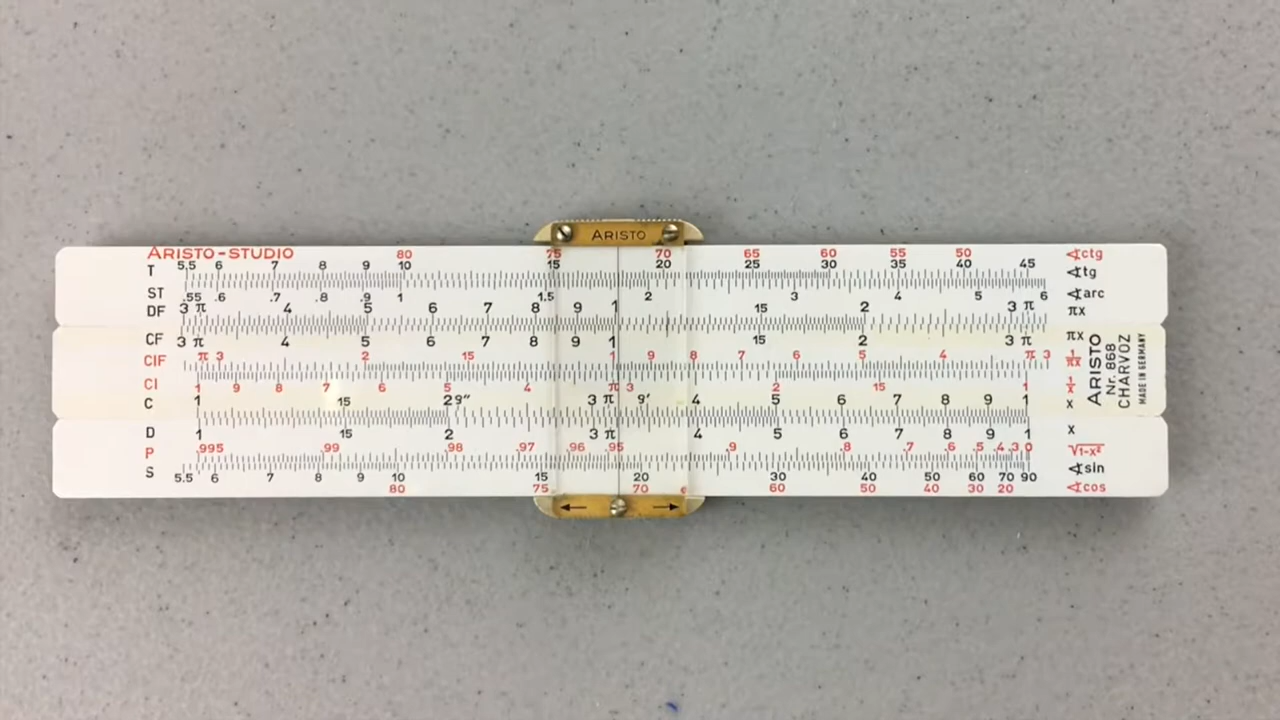 ARISTO
ARISTO-STUDIO 80 75 70 65 60 55 50 ∢ctg
T 5.5 6 7 8 9 10 15 20 25 30 35 40 45 ∢tg
ST .55 .6 .7 .8 .9 1 1.5 2 3 4 5 6 ∢arc
DF 3 π 4 5 6 7 8 9 1 15 2 3 π πx
CF 3 π 4 5 6 7 8 9 1 15 2 3 π πx
CIF π 3 2 15 1 9 8 7 6 5 4 π 3 1/πx
CI 1 9 8 7 6 5 4 π 3 2 15 1 1/x
C 1 15 2 9″ 3 π 9′ 4 5 6 7 8 9 1 x
D 1 15 2 3 π 4 5 6 7 8 9 1 x
P .995 .99 .98 .97 .96 .95 .9 .8 .7 .6 .5 .4 .3 0 √1-x²
S 5.5 6 7 8 9 10 15 20 30 40 50 60 70 90 ∢sin
80 75 70 60 50 40 30 20 ∢cos
ARISTO
Nr. 868
CHARVOZ
MADE IN GERMANY